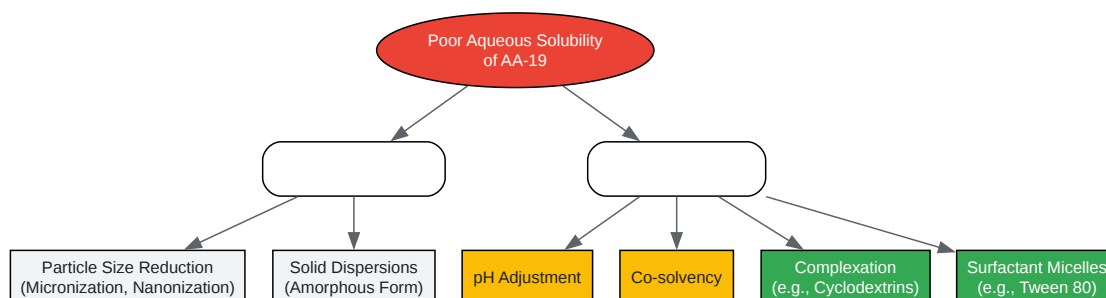 Poor Aqueous Solubility
of AA-19
Particle Size Reduction
(Micronization, Nanonization)
Solid Dispersions
(Amorphous Form)
pH Adjustment
Co-solvency
Complexation
(e.g., Cyclodextrins)
Surfactant Micelles
(e.g., Tween 80)